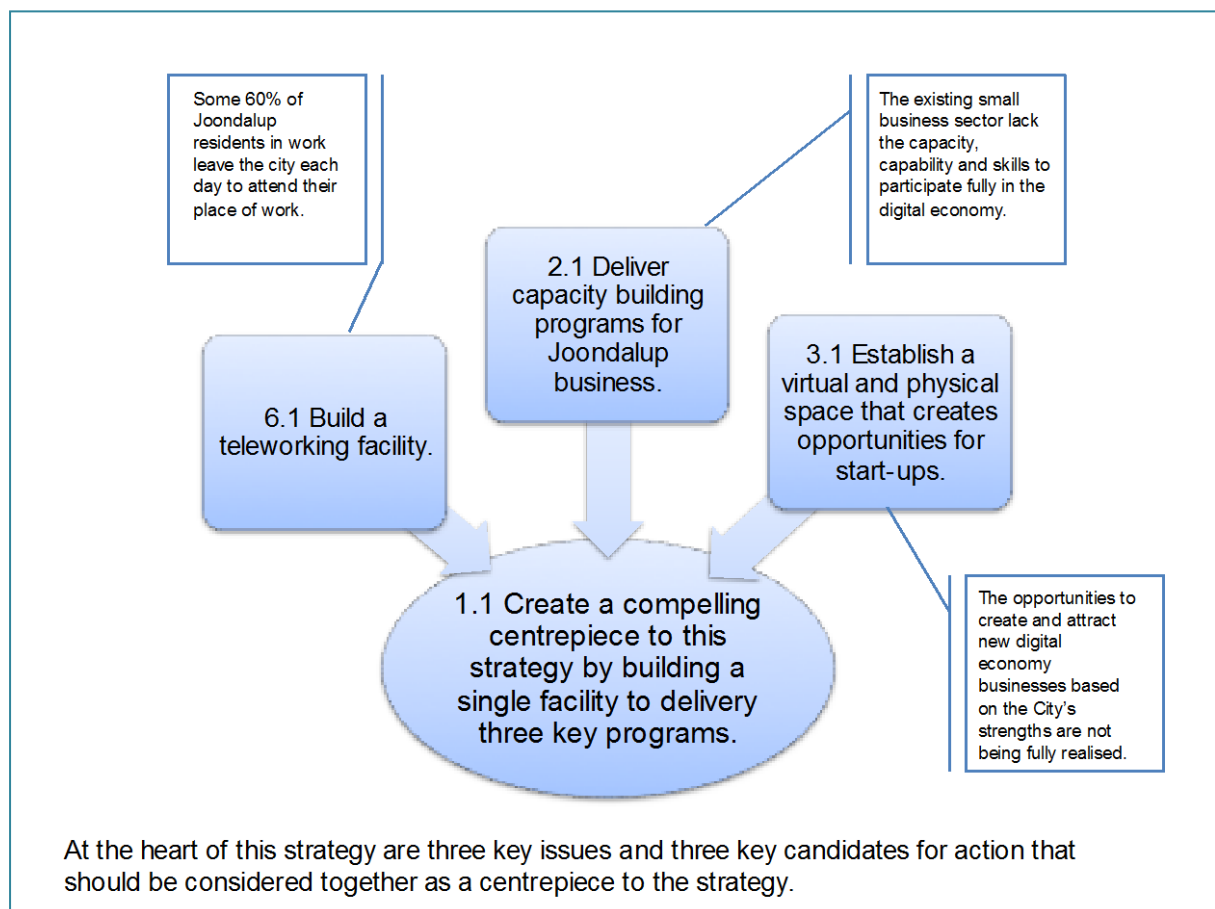 Some 60% of
Joondalup
residents in work
leave the city each
day to attend their
place of work.
The existing small
business sector lack
the capacity,
capability and skills to
participate fully in the
digital economy.
2.1 Deliver
capacity building
programs for
Joondalup
business.
6.1 Build a
teleworking facility.
3.1 Establish a
virtual and physical
space that creates
opportunities for
start-ups.
1.1 Create a compelling
centrepiece to this
strategy by building a
single facility to delivery
three key programs.
The opportunities to
create and attract
new digital
economy
businesses based
on the City's
strengths are not
being fully realised.
At the heart of this strategy are three key issues and three key candidates for action that
should be considered together as a centrepiece to the strategy.